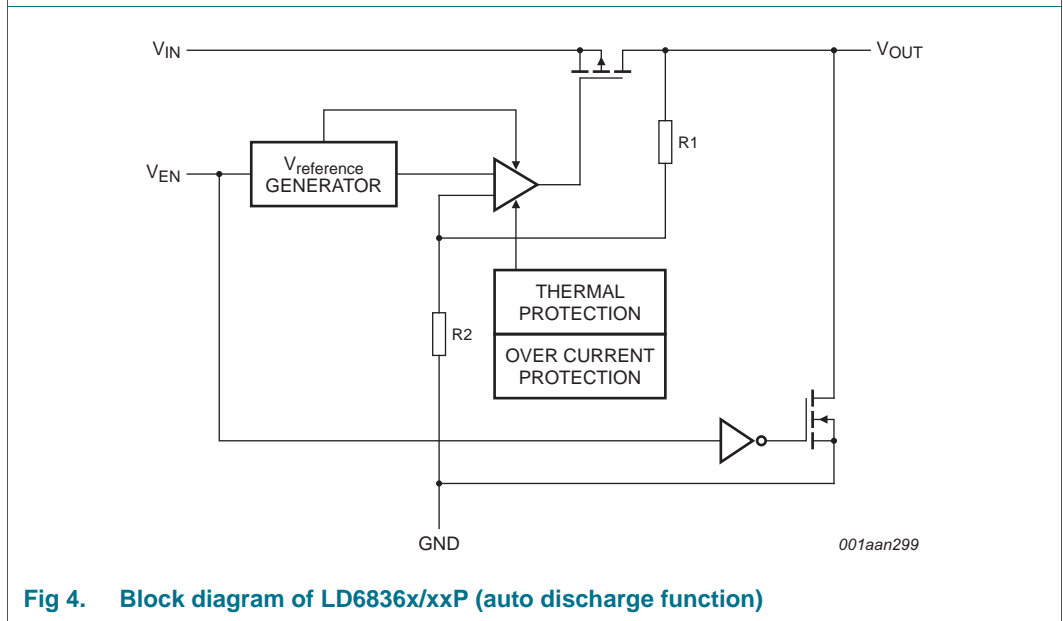 VIN
VOUT
R1
VEN
Vreference
GENERATOR
THERMAL
PROTECTION
R2
OVER CURRENT
PROTECTION
GND
001aan299
Fig 4. Block diagram of LD6836x/xxP (auto discharge function)